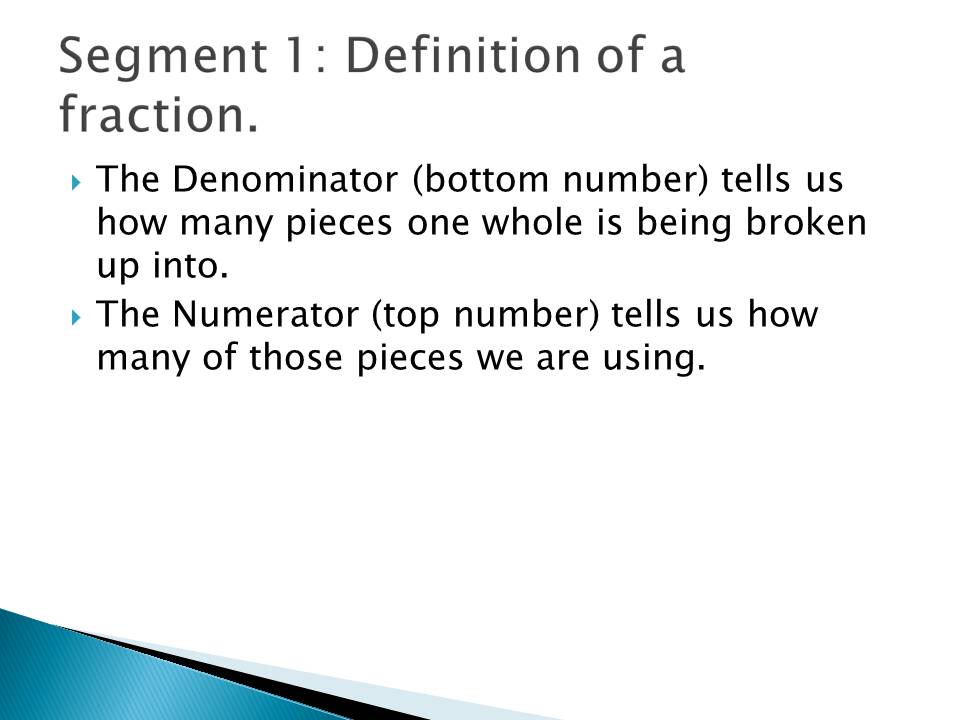 Segment 1: Definition of a
fraction.
The Denominator (bottom number) tells us
how many pieces one whole is being broken
up into.
The Numerator (top number) tells us how
many of those pieces we are using.